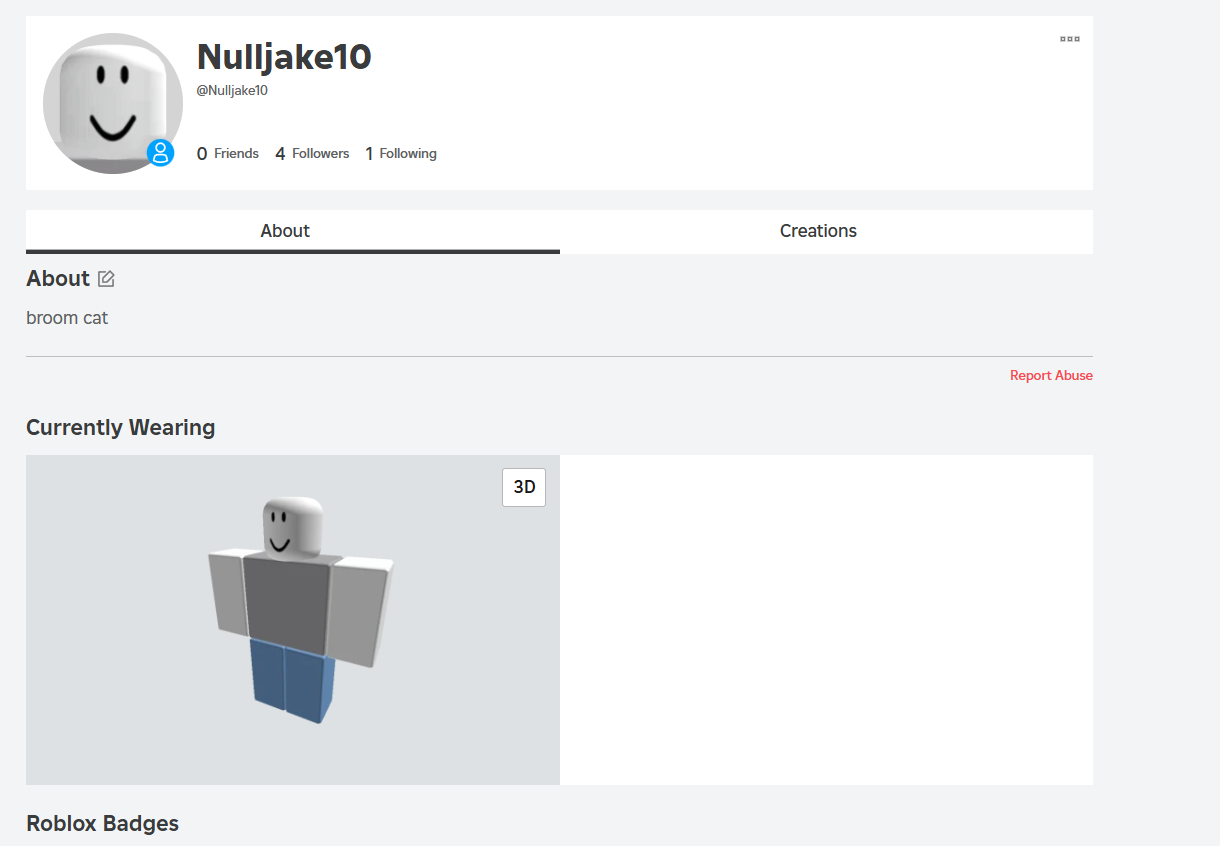 Nulljake10
@Nulljake10
0 Friends 4 Followers 1 Following
About Creations
About
broom cat
Report Abuse
Currently Wearing
3D
Roblox Badges